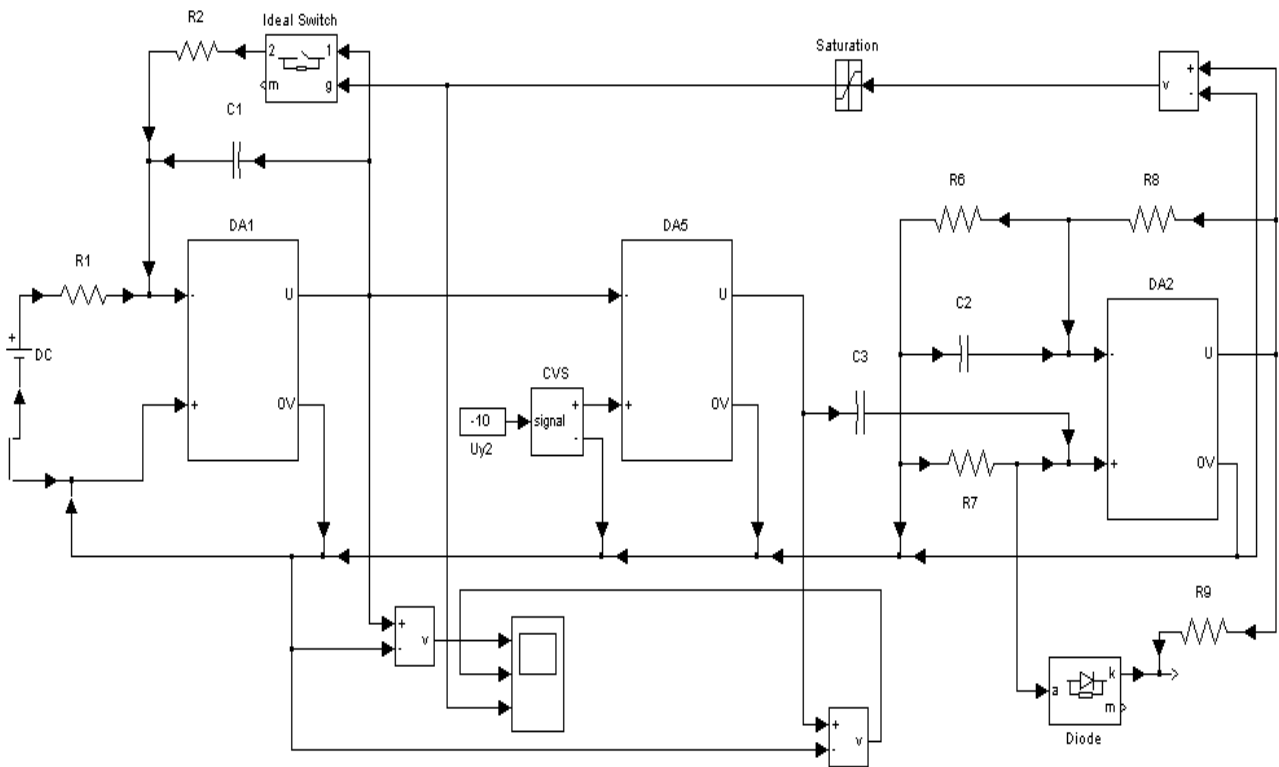 R2
Ideal Switch
2
1
m
g
Saturation
v
+
-
C1
R6
R8
DA1
DA5
R1
-
U
-
U
DA2
+
DC
C2
-
U
C3
CVS
+
0V
-10
signal
+
-
+
0V
Uy2
R7
+
0V
+
-
v
R9
a
k
m
Diode
+
-
v